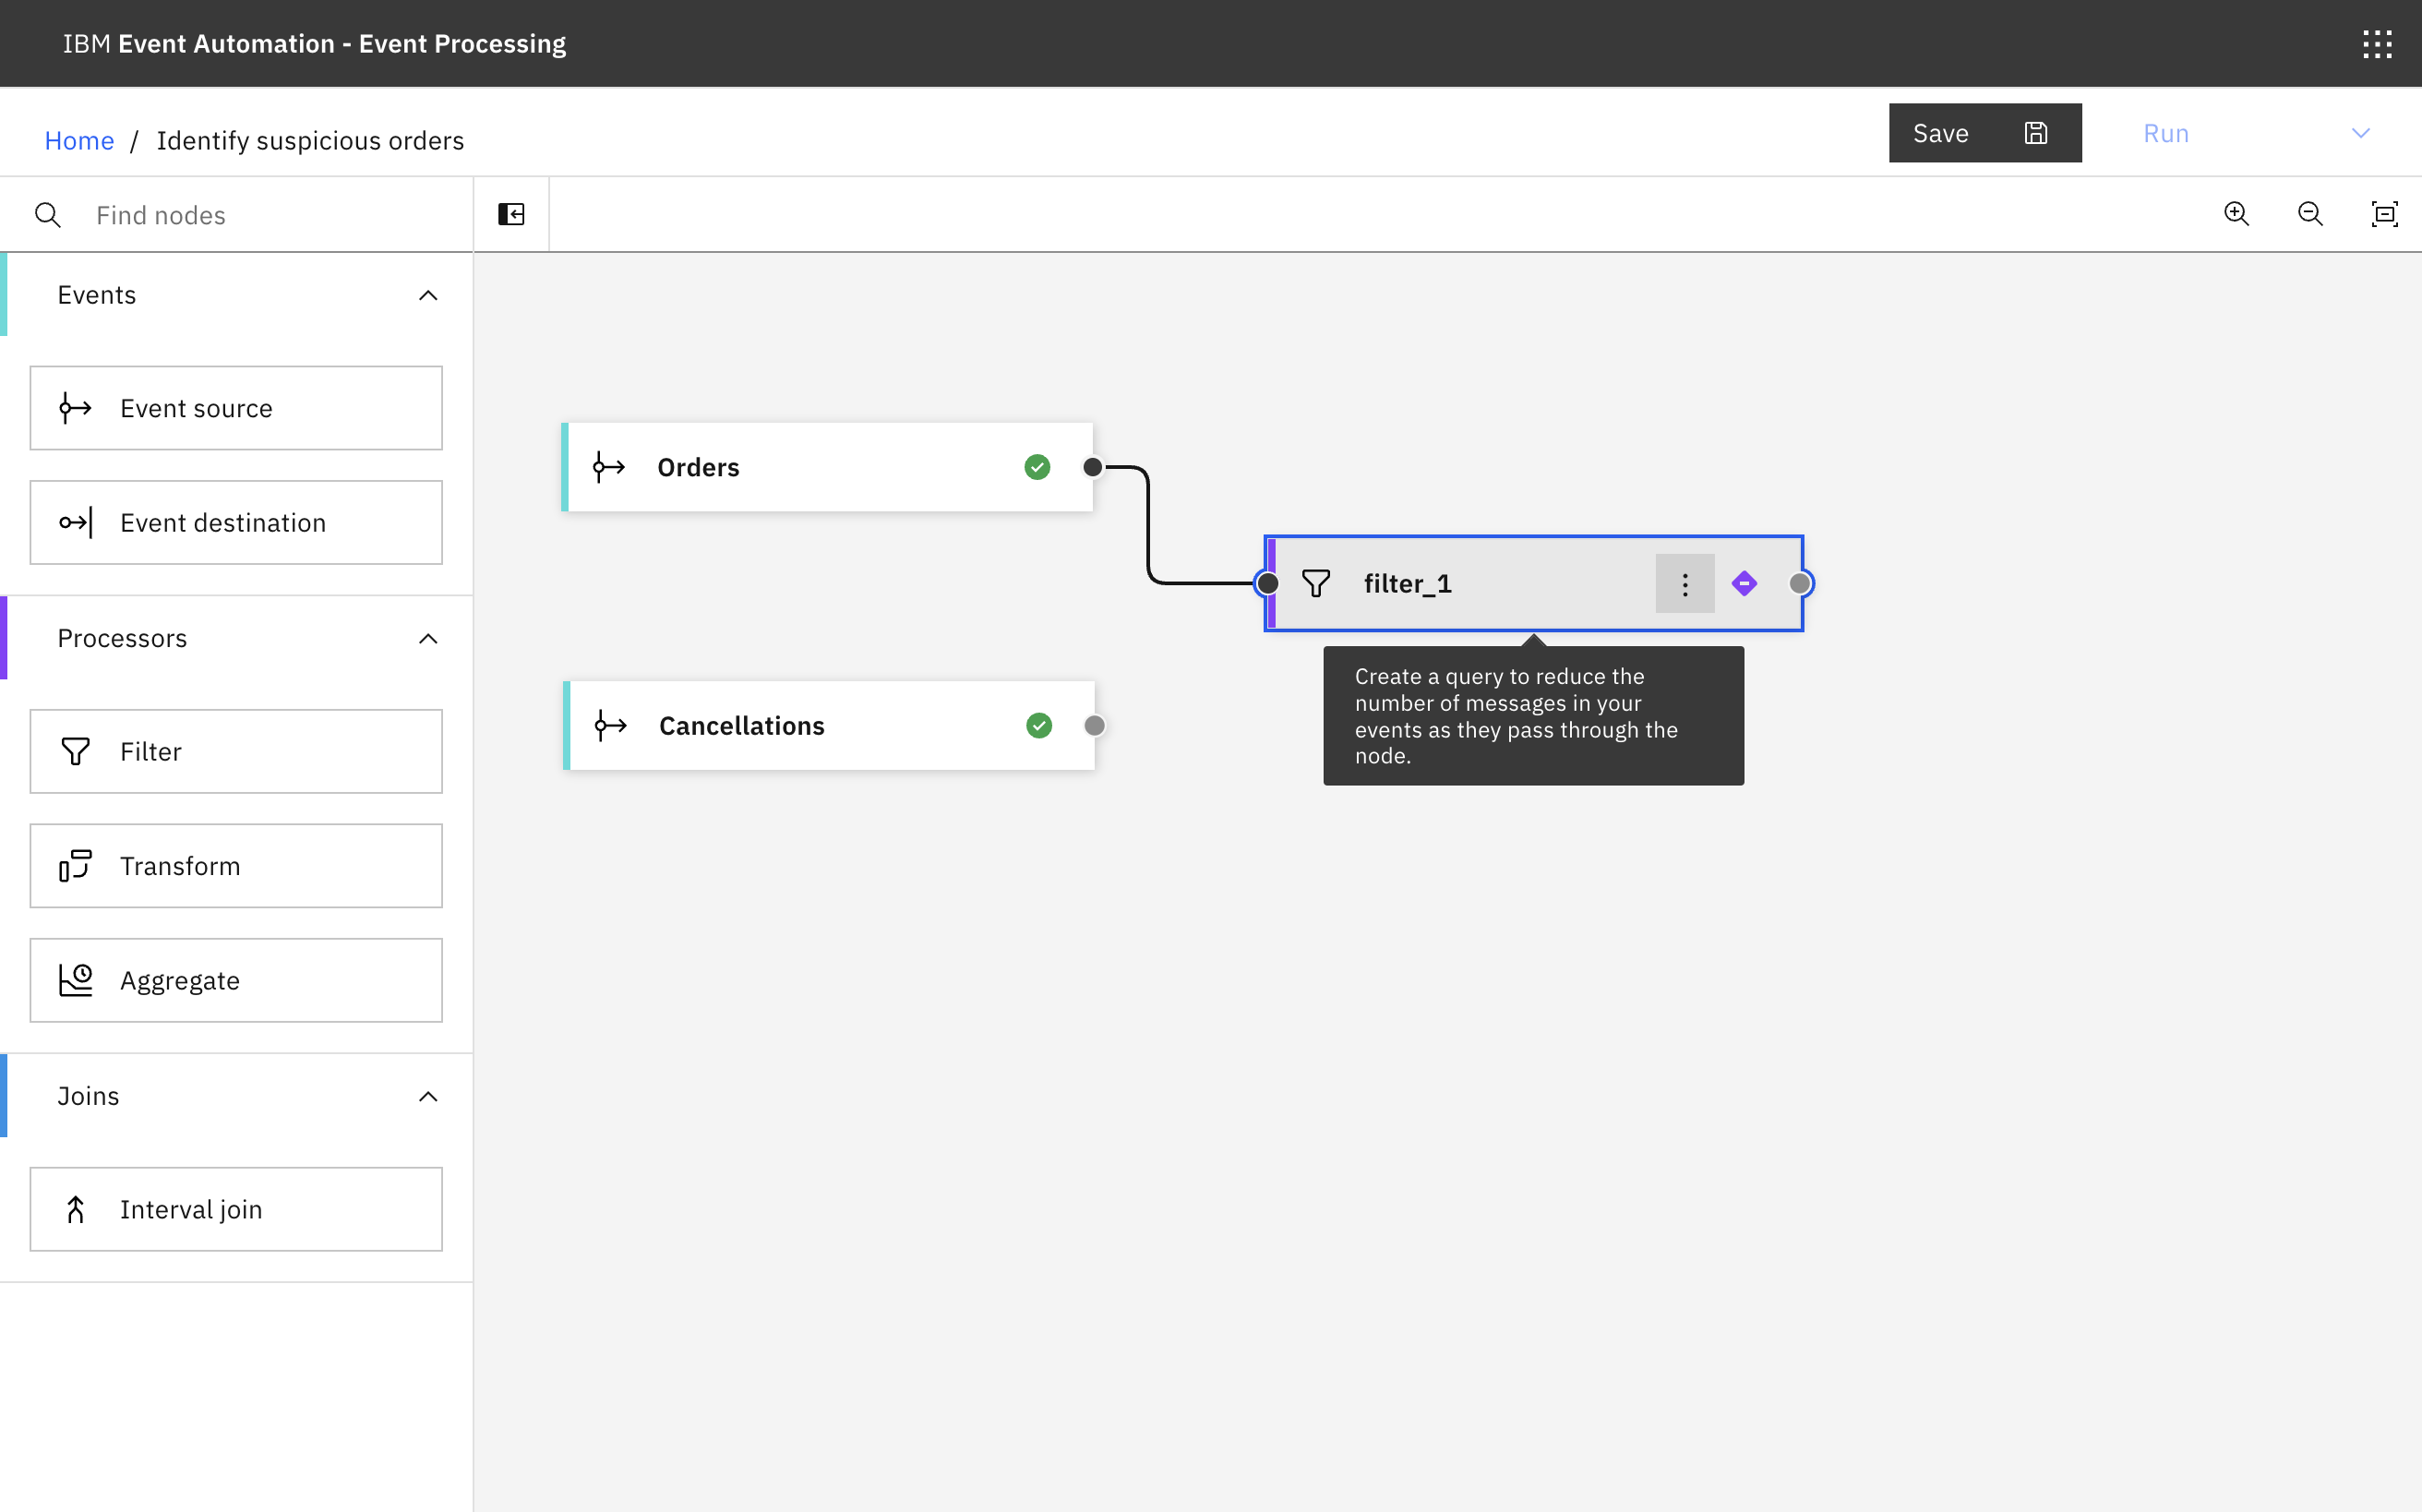 IBM Event Automation - Event Processing
Home / Identify suspicious orders
Save
Run
Find nodes
Events
Event source
Event destination
Processors
Filter
Transform
Aggregate
Joins
Interval join
Orders
Cancellations
filter_1
Create a query to reduce the
number of messages in your
events as they pass through the
node.